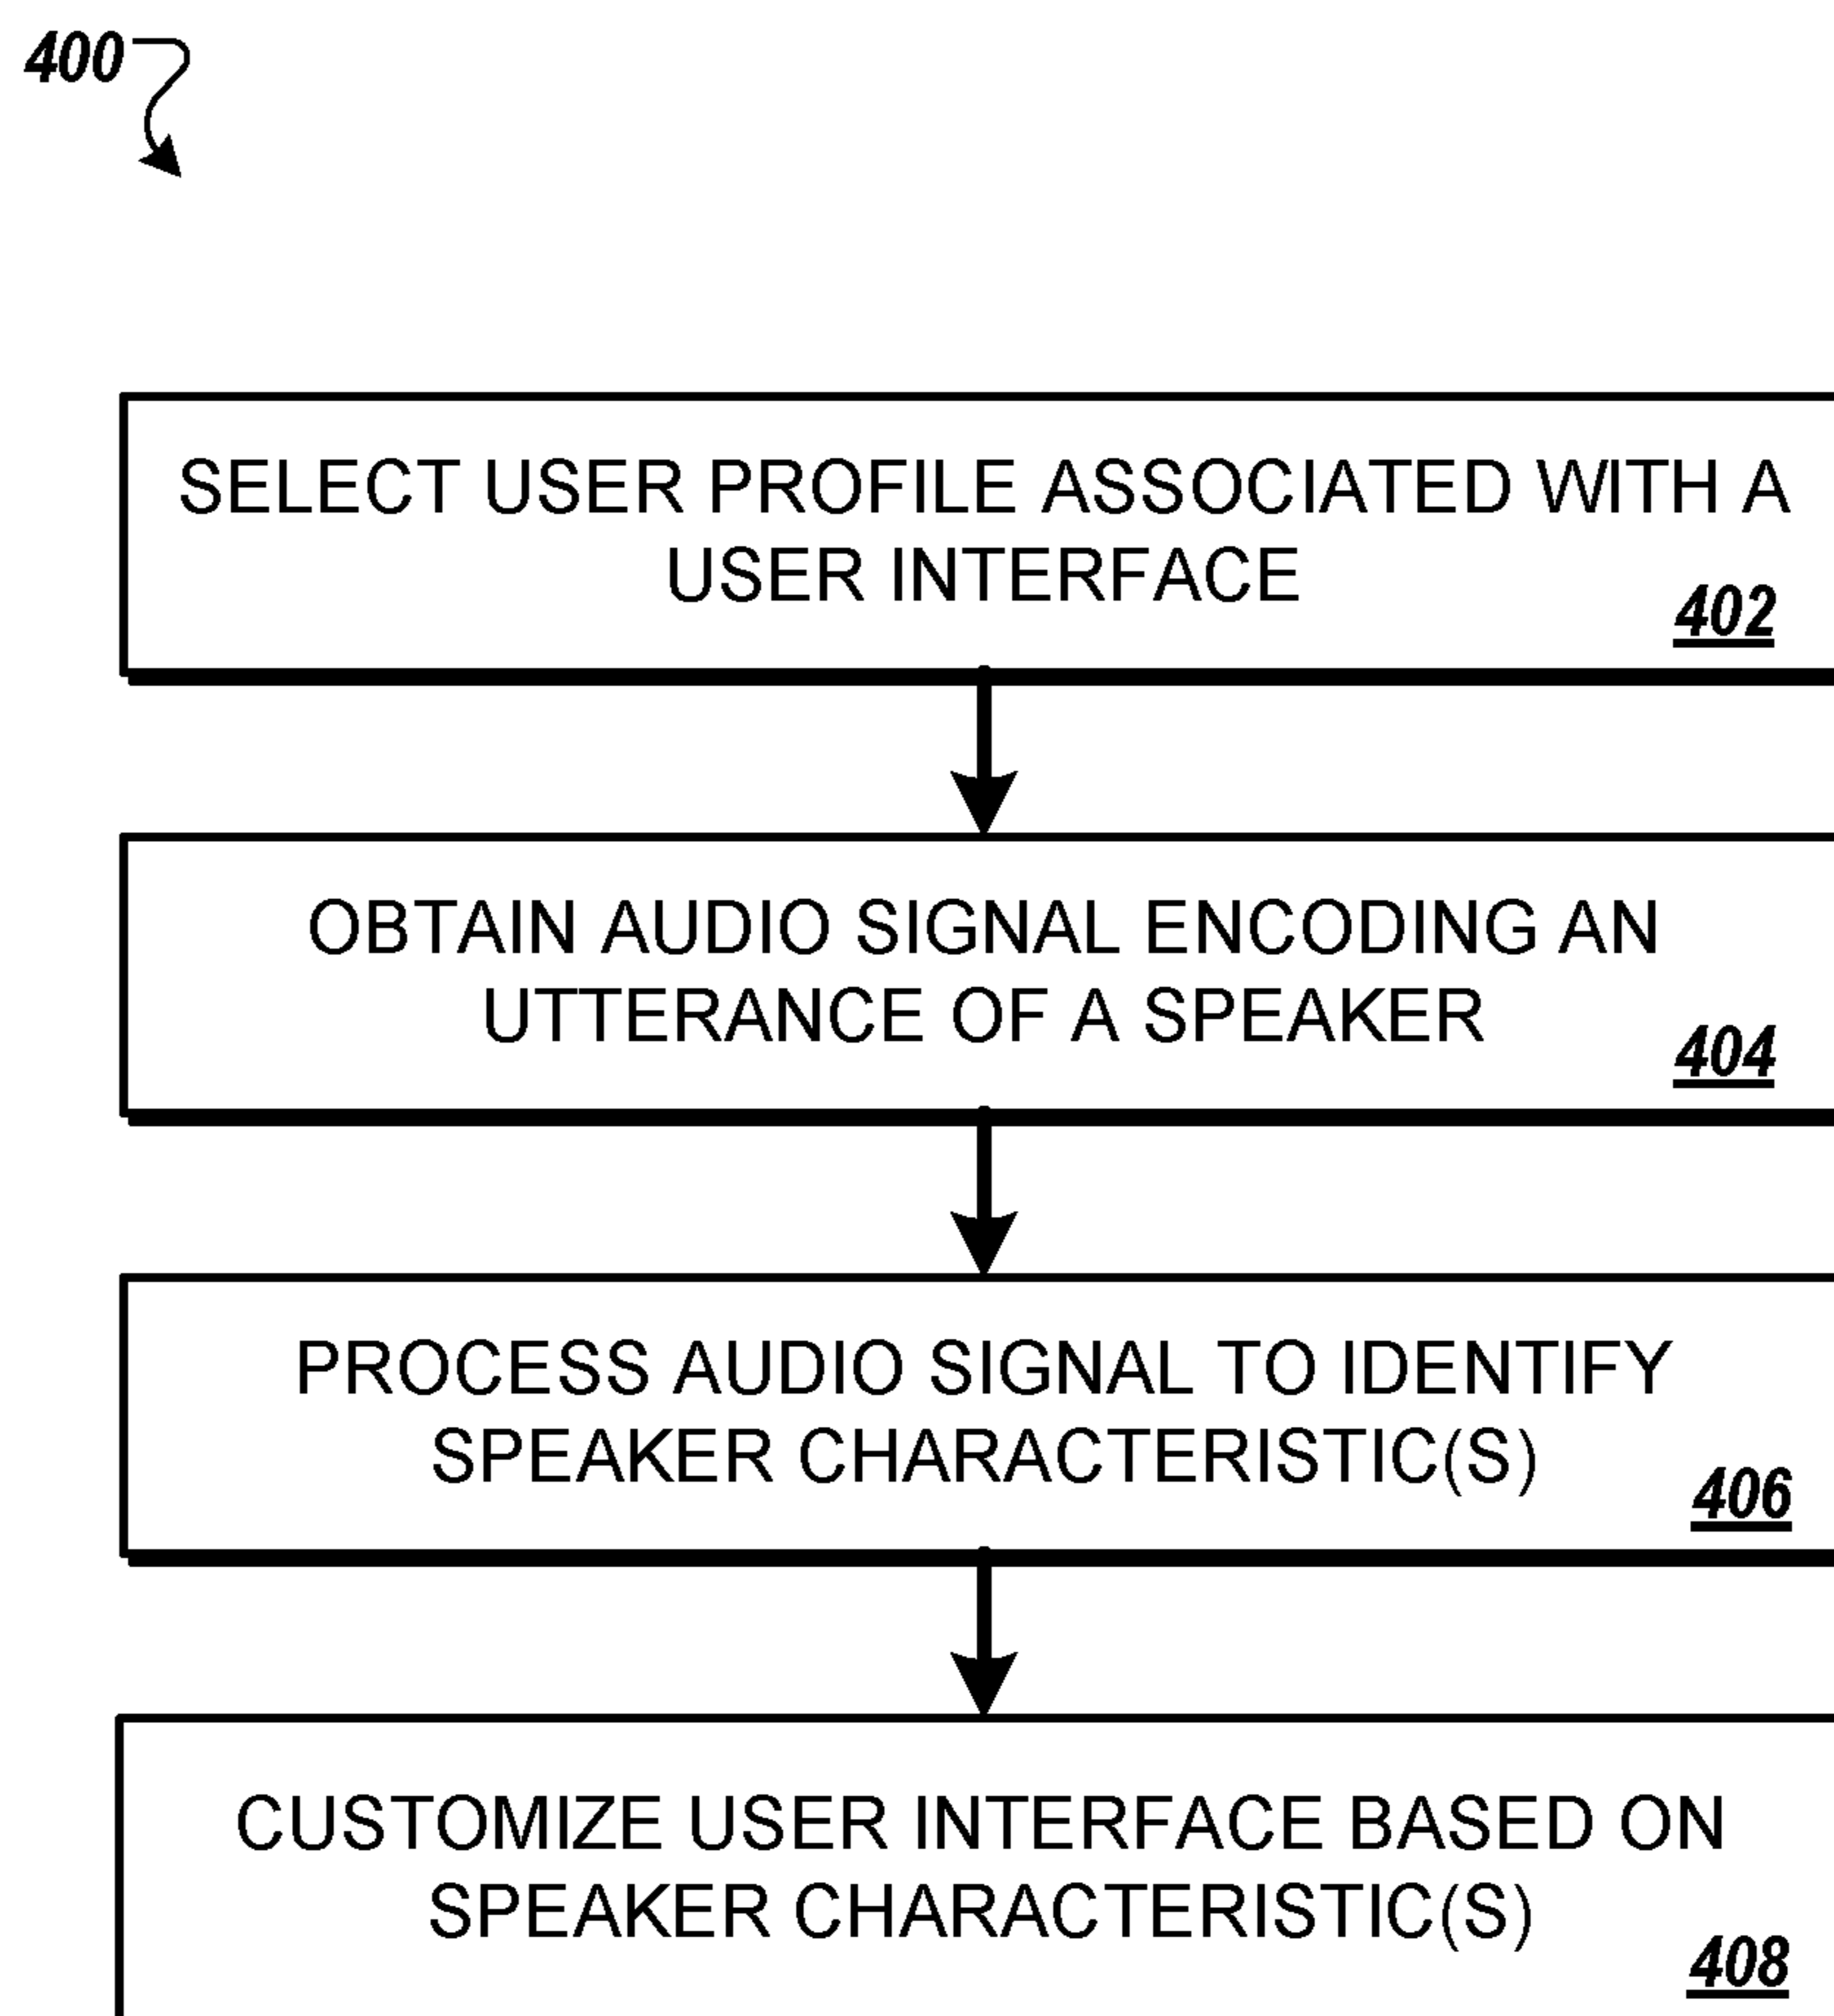 400
SELECT USER PROFILE ASSOCIATED WITH A
USER INTERFACE
402
OBTAIN AUDIO SIGNAL ENCODING AN
UTTERANCE OF A SPEAKER
404
PROCESS AUDIO SIGNAL TO IDENTIFY
SPEAKER CHARACTERISTIC(S)
406
CUSTOMIZE USER INTERFACE BASED ON
SPEAKER CHARACTERISTIC(S)
408